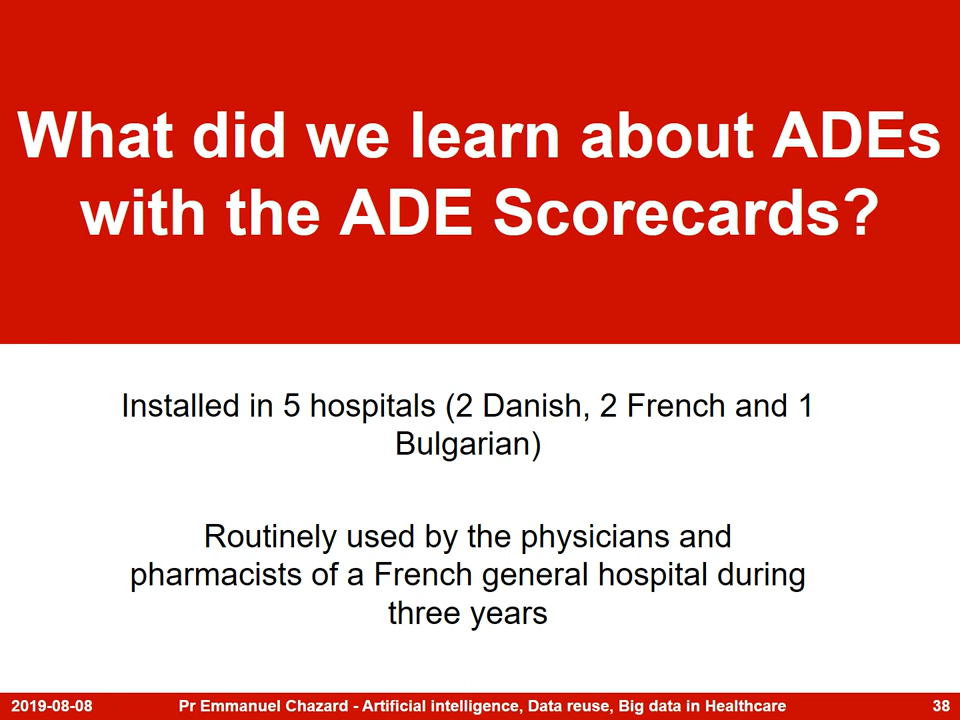 What did we learn about ADEs
with the ADE Scorecards?
Installed in 5 hospitals (2 Danish, 2 French and 1
Bulgarian)
Routinely used by the physicians and
pharmacists of a French general hospital during
three years
2019-08-08 Pr Emmanuel Chazard - Artificial intelligence, Data reuse, Big data in Healthcare 38